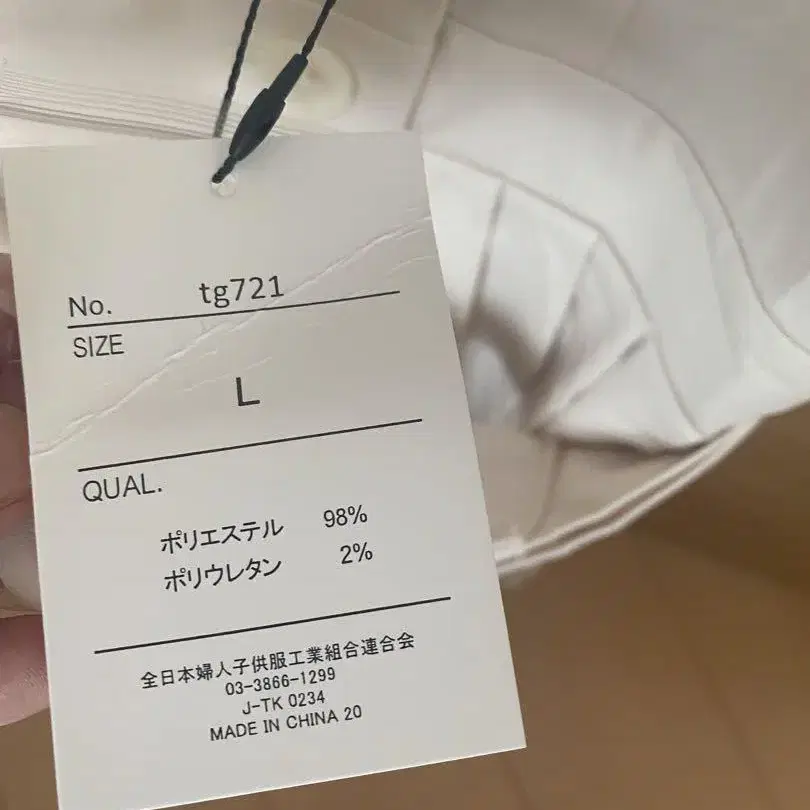 No. tg721
SIZE
L
QUAL.
ポリエステル 98%
ポリウレタン 2%
全日本婦人子供服工業組合連合会
03-3866-1299
J-TK 0234
MADE IN CHINA 20